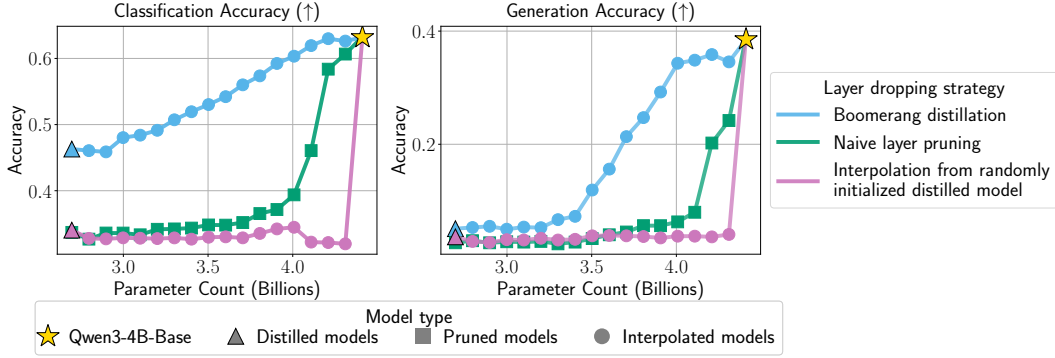 Classification Accuracy (↑)
Accuracy
0.6
0.5
0.4
3.0
3.5
4.0
Parameter Count (Billions)
Generation Accuracy (↑)
Accuracy
0.4
0.2
3.0
3.5
4.0
Parameter Count (Billions)
Layer dropping strategy
Boomerang distillation
Naive layer pruning
Interpolation from randomly
initialized distilled model
Model type
Qwen3-4B-Base
Distilled models
Pruned models
Interpolated models